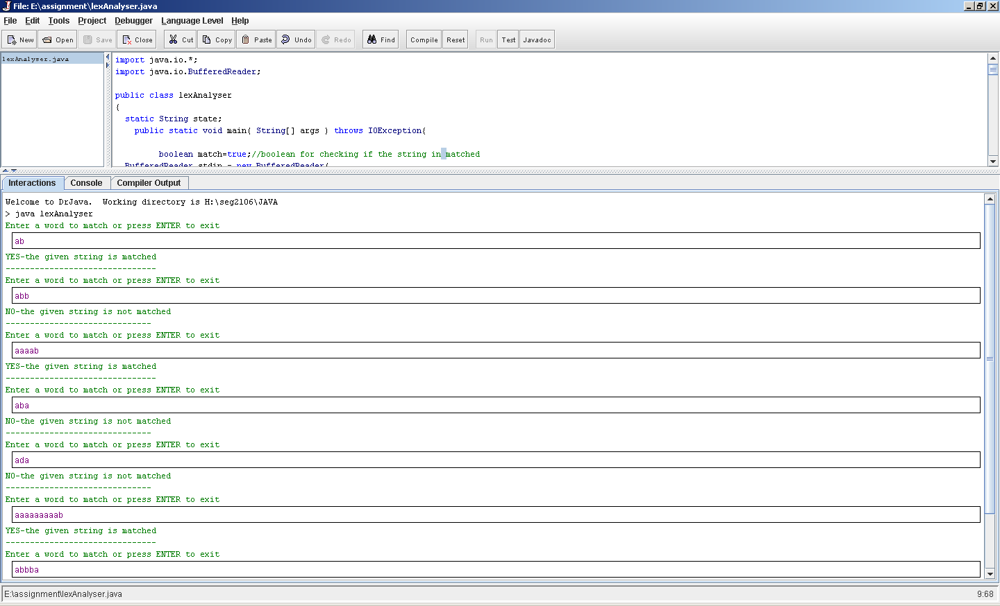 File: E:\assignment\lexAnalyser.java
File Edit Tools Project Debugger Language Level Help
New Open Save Close Cut Copy Paste Undo Redo Find Compile Reset Run Test Javadoc
lexAnalyser.java
import java.io.*;
import java.io.BufferedReader;
public class lexAnalyser
{
static String state;
public static void main( String[] args ) throws IOException{
boolean match=true;//boolean for checking if the string in matched
BufferedReader stdin = new BufferedReader(
Interactions Console Compiler Output
Welcome to DrJava.  Working directory is H:\seg2106\JAVA
> java lexAnalyser
Enter a word to match or press ENTER to exit
ab
YES-the given string is matched
-------------------------------
Enter a word to match or press ENTER to exit
abb
NO-the given string is not matched
------------------------------
Enter a word to match or press ENTER to exit
aaaab
YES-the given string is matched
-------------------------------
Enter a word to match or press ENTER to exit
aba
NO-the given string is not matched
------------------------------
Enter a word to match or press ENTER to exit
ada
NO-the given string is not matched
------------------------------
Enter a word to match or press ENTER to exit
aaaaaaaaab
YES-the given string is matched
-------------------------------
Enter a word to match or press ENTER to exit
abbba
E:\assignment\lexAnalyser.java 9:68